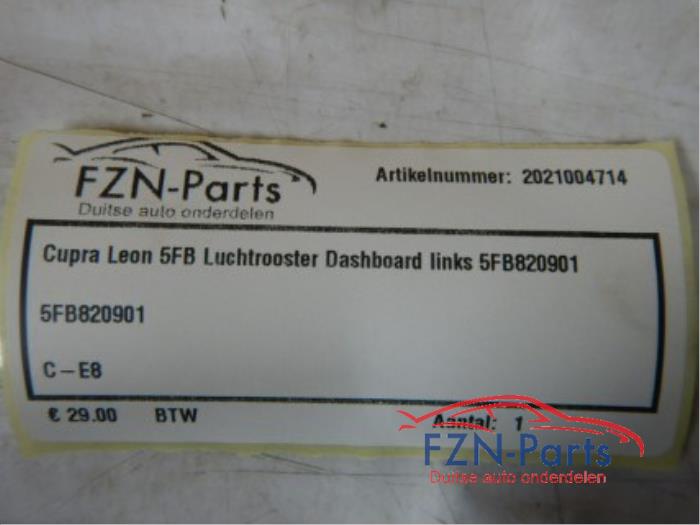 FZN-Parts
Duitse auto onderdelen
Artikelnummer: 2021004714
Cupra Leon 5FB Luchtrooster Dashboard links 5FB820901
5FB820901
C-E8
€ 29.00 BTW
Aantal: 1
FZN-Parts
Duitse auto onderdelen